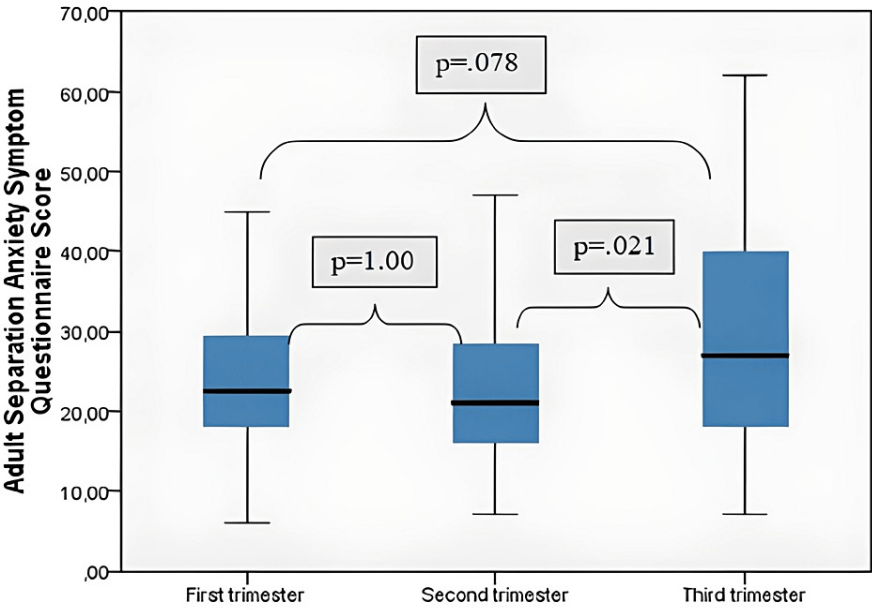 Adult Separation Anxiety Symptom
Questionnaire Score
70,00
60,00
50,00
40,00
30,00
20,00
10,00
,00
p=.078
p=1.00
p=.021
First trimester
Second trimester
Third trimester